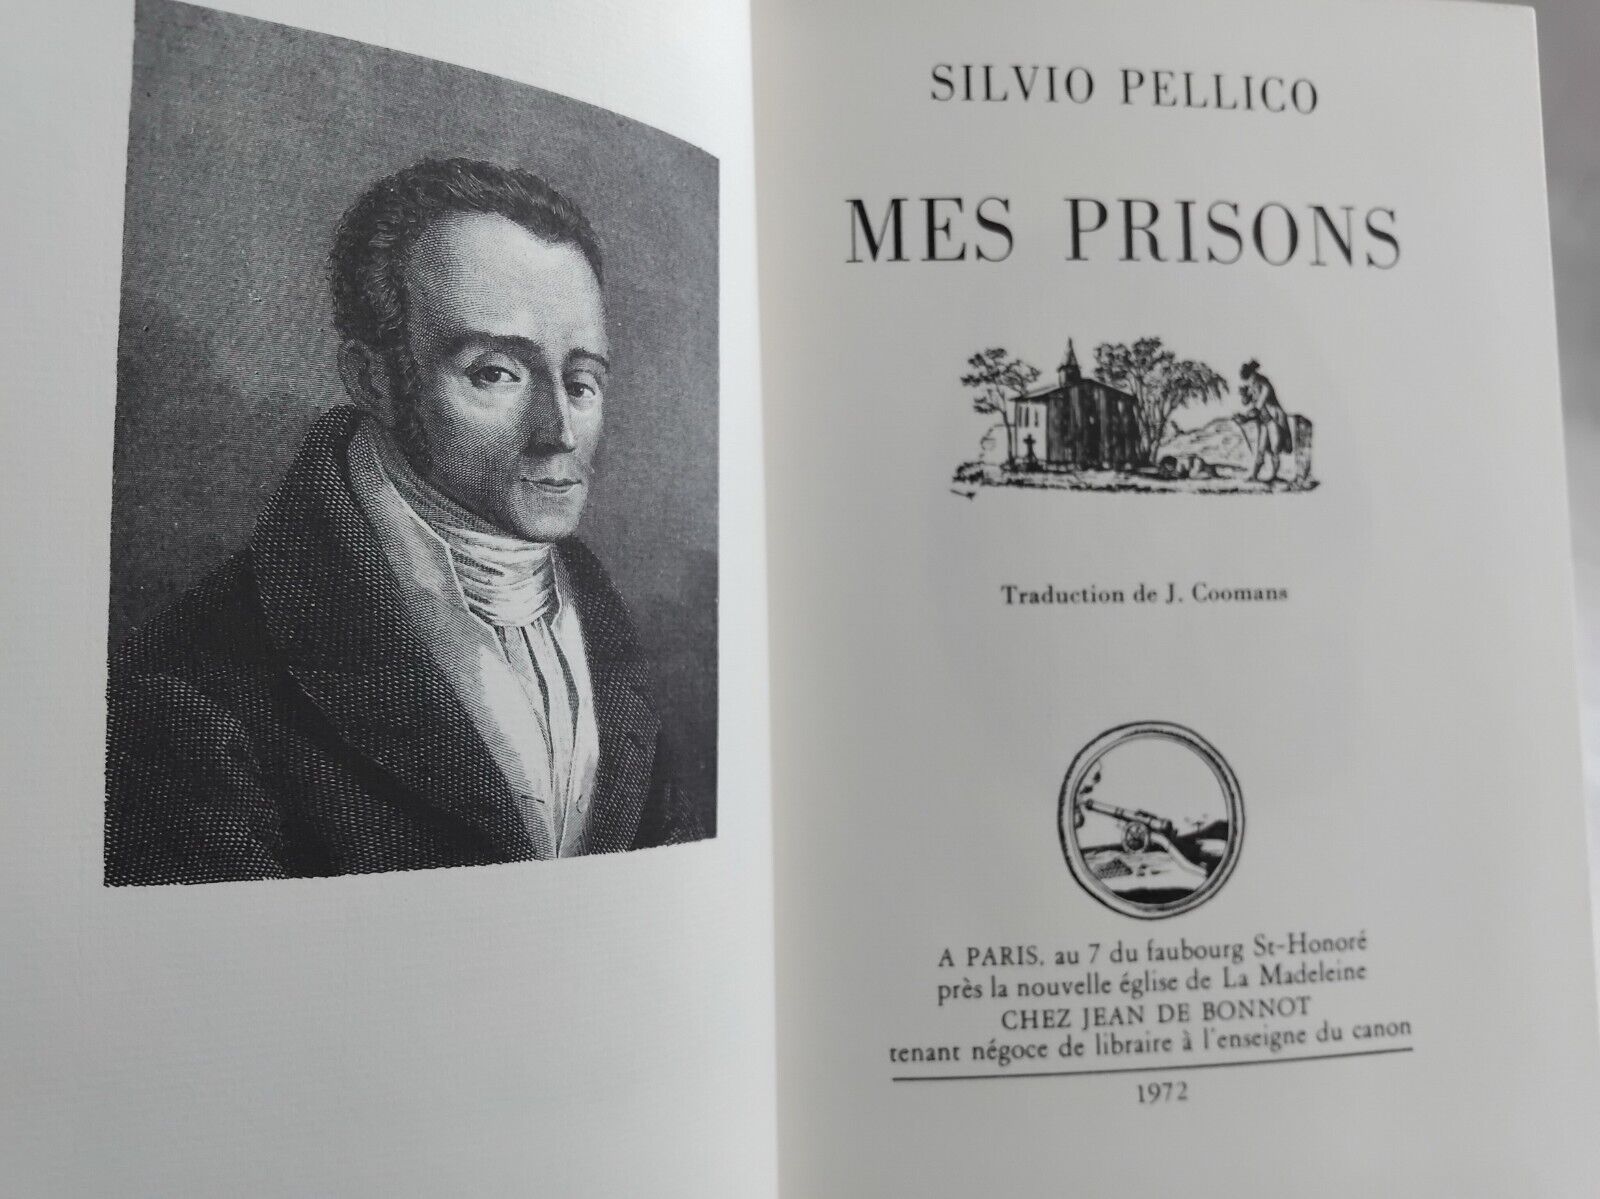 SILVIO PELLICO
MES PRISONS
Traduction de J. Coomans
A PARIS, au 7 du faubourg St-Honoré
près la nouvelle église de La Madeleine
CHEZ JEAN DE BONNOT
tenant négoce de libraire à l'enseigne du canon
1972